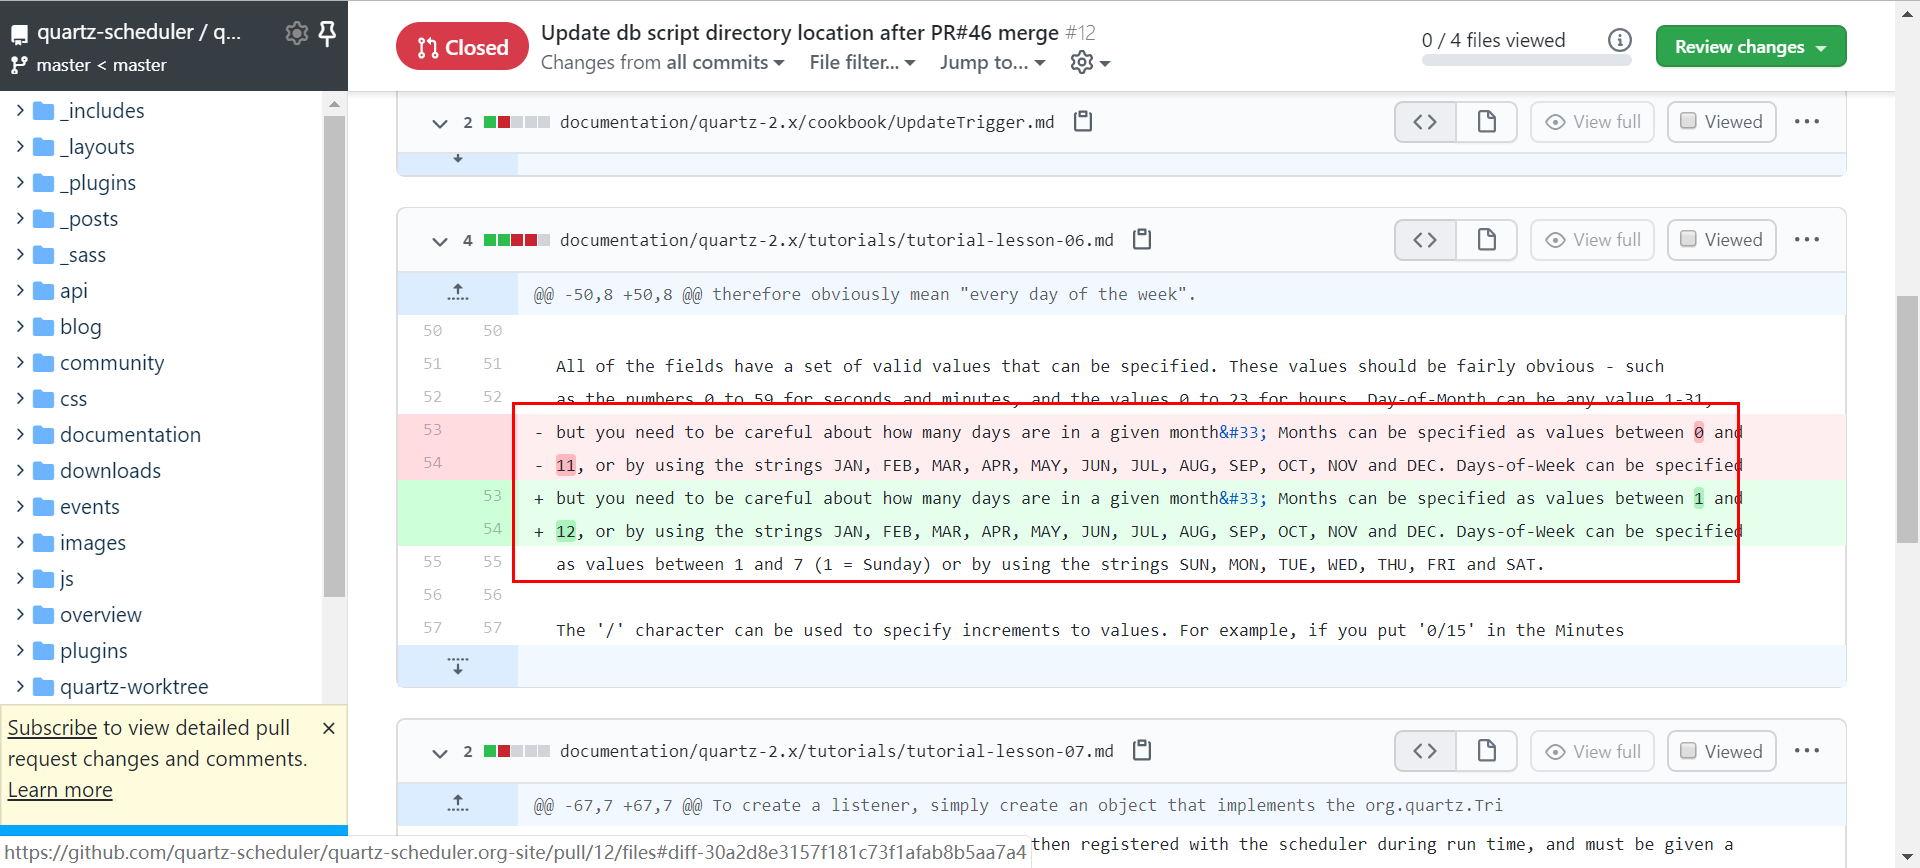 quartz-scheduler / q...
master < master
_includes
_layouts
_plugins
_posts
_sass
api
blog
community
css
documentation
downloads
events
images
js
overview
plugins
quartz-worktree
Subscribe to view detailed pull
request changes and comments.
Learn more
https://github.com/quartz-scheduler/quartz-scheduler.org-site/pull/12/files#diff-30a2d8e3157f181c73f1afab8b5aa7a4
Closed
Update db script directory location after PR#46 merge #12
Changes from all commits File filter... Jump to...
0 / 4 files viewed
Review changes
2 documentation/quartz-2.x/cookbook/UpdateTrigger.md View full Viewed
4 documentation/quartz-2.x/tutorials/tutorial-lesson-06.md View full Viewed
@@ -50,8 +50,8 @@ therefore obviously mean "every day of the week".
50 50
51 51 All of the fields have a set of valid values that can be specified. These values should be fairly obvious - such
52 52 as the numbers 0 to 59 for seconds and minutes, and the values 0 to 23 for hours. Day-of-Month can be any value 1-31,
53 - but you need to be careful about how many days are in a given month&#33; Months can be specified as values between 0 and
54 - 11, or by using the strings JAN, FEB, MAR, APR, MAY, JUN, JUL, AUG, SEP, OCT, NOV and DEC. Days-of-Week can be specified
53 + but you need to be careful about how many days are in a given month&#33; Months can be specified as values between 1 and
54 + 12, or by using the strings JAN, FEB, MAR, APR, MAY, JUN, JUL, AUG, SEP, OCT, NOV and DEC. Days-of-Week can be specified
55 55 as values between 1 and 7 (1 = Sunday) or by using the strings SUN, MON, TUE, WED, THU, FRI and SAT.
56 56
57 57 The '/' character can be used to specify increments to values. For example, if you put '0/15' in the Minutes
2 documentation/quartz-2.x/tutorials/tutorial-lesson-07.md View full Viewed
@@ -67,7 +67,7 @@ To create a listener, simply create an object that implements the org.quartz.Tri
then registered with the scheduler during run time, and must be given a